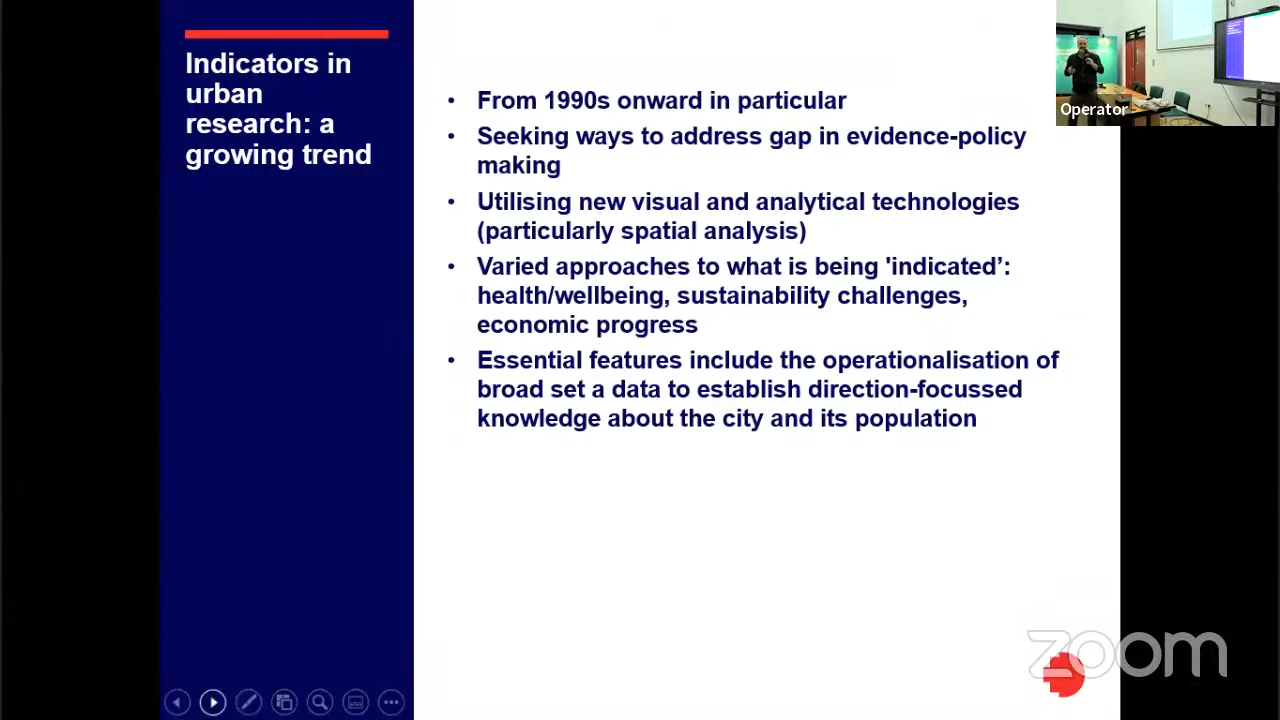 Indicators in
urban
research: a
growing trend
• From 1990s onward in particular
• Seeking ways to address gap in evidence-policy
making
• Utilising new visual and analytical technologies
(particularly spatial analysis)
• Varied approaches to what is being 'indicated’:
health/wellbeing, sustainability challenges,
economic progress
• Essential features include the operationalisation of
broad set a data to establish direction-focussed
knowledge about the city and its population
Operator
zoom